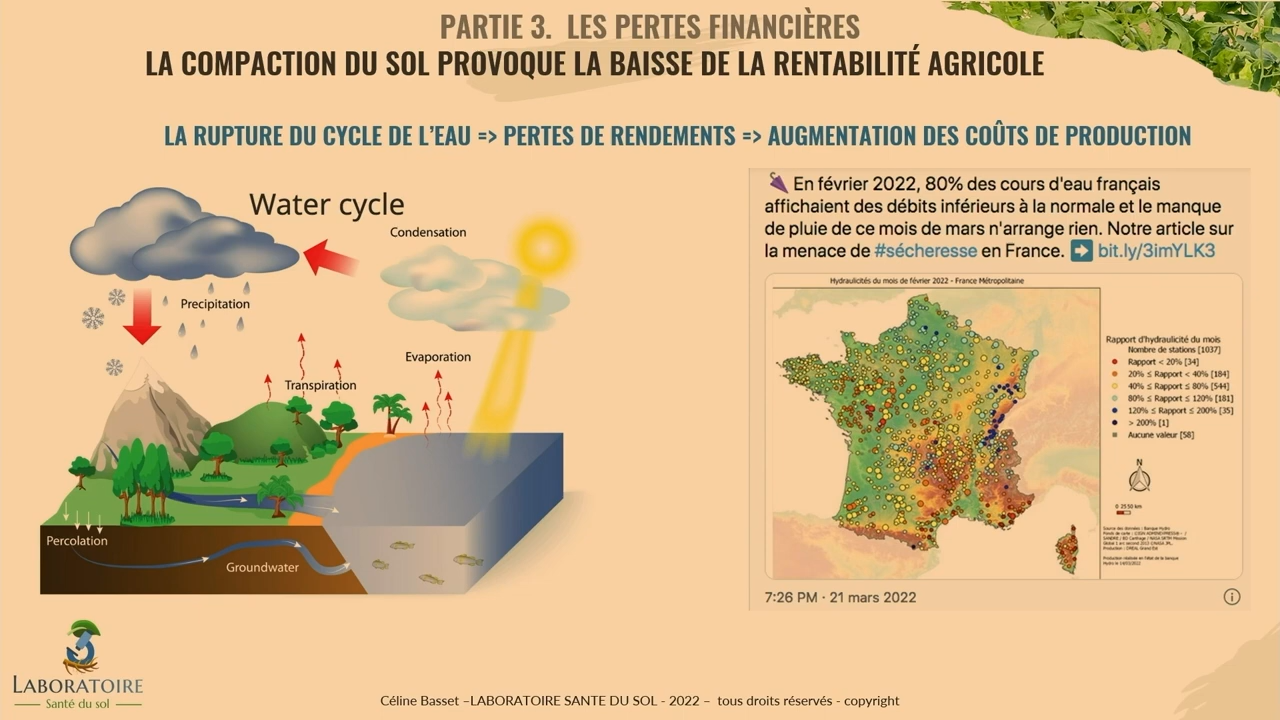 PARTIE 3. LES PERTES FINANCIÈRES
LA COMPACTION DU SOL PROVOQUE LA BAISSE DE LA RENTABILITÉ AGRICOLE
LA RUPTURE DU CYCLE DE L'EAU => PERTES DE RENDEMENTS => AUGMENTATION DES COÛTS DE PRODUCTION
Water cycle
Condensation
Precipitation
Evaporation
Transpiration
Percolation
Groundwater
En février 2022, 80% des cours d'eau français
affichaient des débits inférieurs à la normale et le manque
de pluie de ce mois de mars n'arrange rien. Notre article sur
la menace de #sécheresse en France. bit.ly/3imYLK3
Hydraulicités du mois de février 2022 - France Métropolitaine
Rapport d'hydraulicité du mois
Nombre de stations [1037]
Rapport < 20% [34]
20% ≤ Rapport < 40% [184]
40% ≤ Rapport ≤ 80% [544]
80% ≤ Rapport ≤ 120% [181]
120% ≤ Rapport ≤ 200% [35]
> 200% [1]
Aucune valeur [58]
N
0 25 50 km
7:26 PM · 21 mars 2022
LABORATOIRE
Santé du sol
Céline Basset –LABORATOIRE SANTE DU SOL - 2022 – tous droits réservés - copyright